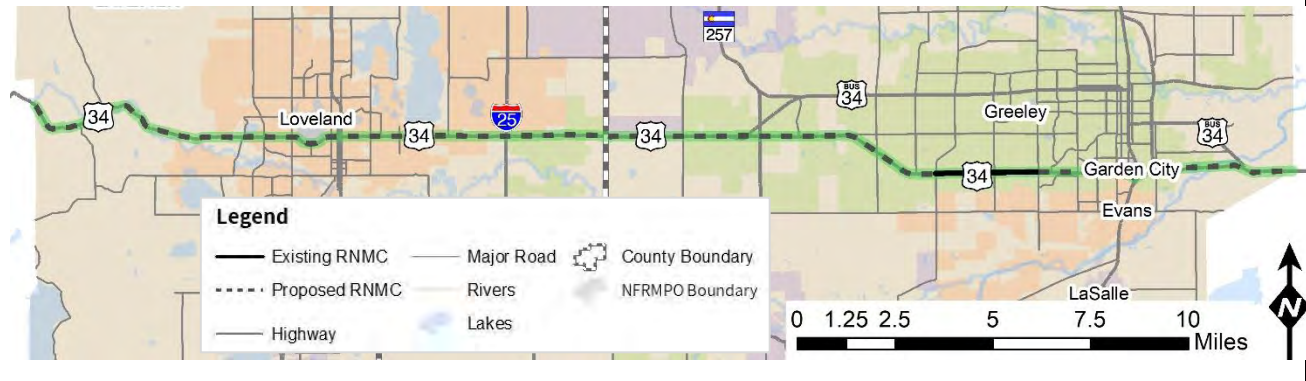 257
BUS
34
34
Loveland
25
34
34
Greeley
BUS
34
34
Garden City
Evans
LaSalle
Legend
Existing RNMC
Major Road
County Boundary
Proposed RNMC
Rivers
NFRMPO Boundary
Highway
Lakes
0 1.25 2.5 5 7.5 10
Miles
N